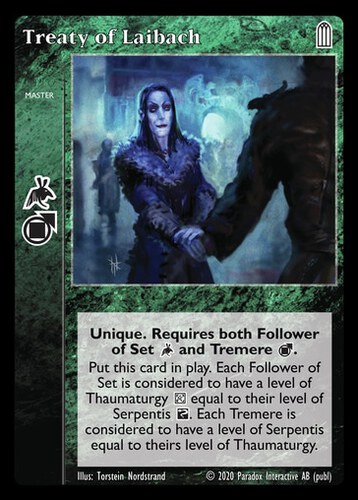 Treaty of Laibach
MASTER
Unique. Requires both Follower
of Set and Tremere .
Put this card in play. Each Follower of
Set is considered to have a level of
Thaumaturgy equal to their level of
Serpentis . Each Tremere is
considered to have a level of Serpentis
equal to theirs level of Thaumaturgy.
Illus: Torstein Nordstrand © 2020 Paradox Interactive AB (publ)